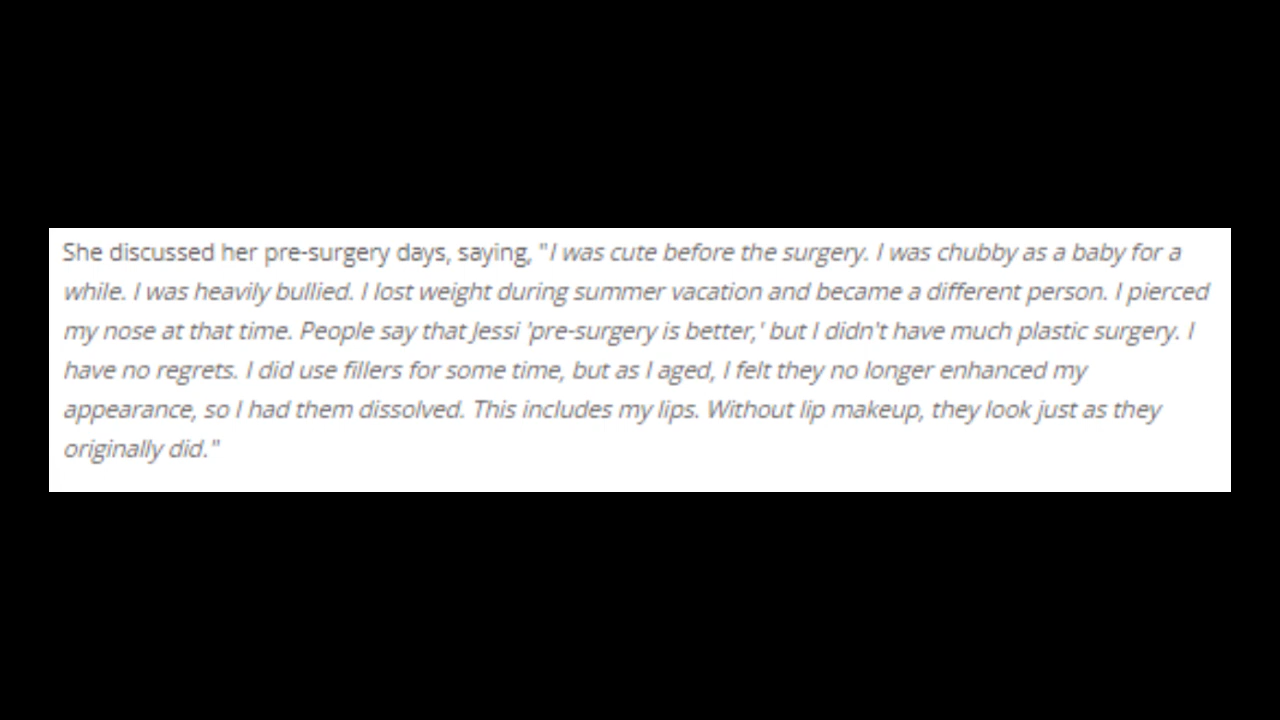 She discussed her pre-surgery days, saying, "I was cute before the surgery. I was chubby as a baby for a
while. I was heavily bullied. I lost weight during summer vacation and became a different person. I pierced
my nose at that time. People say that Jessi 'pre-surgery is better,' but I didn't have much plastic surgery. I
have no regrets. I did use fillers for some time, but as I aged, I felt they no longer enhanced my
appearance, so I had them dissolved. This includes my lips. Without lip makeup, they look just as they
originally did."